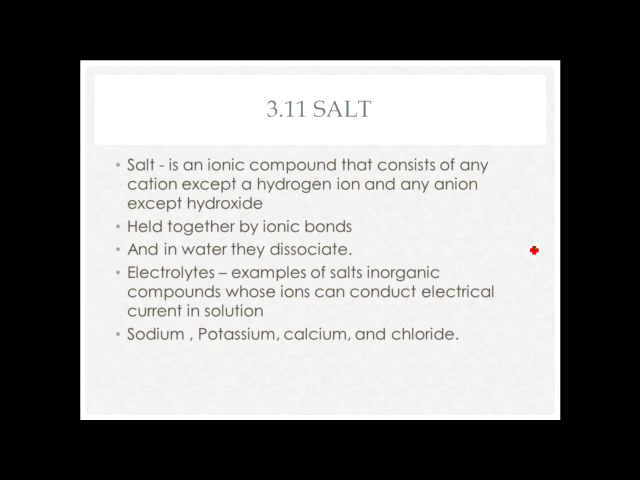 3.11 SALT
• Salt - is an ionic compound that consists of any
cation except a hydrogen ion and any anion
except hydroxide
• Held together by ionic bonds
• And in water they dissociate.
• Electrolytes – examples of salts inorganic
compounds whose ions can conduct electrical
current in solution
• Sodium , Potassium, calcium, and chloride.